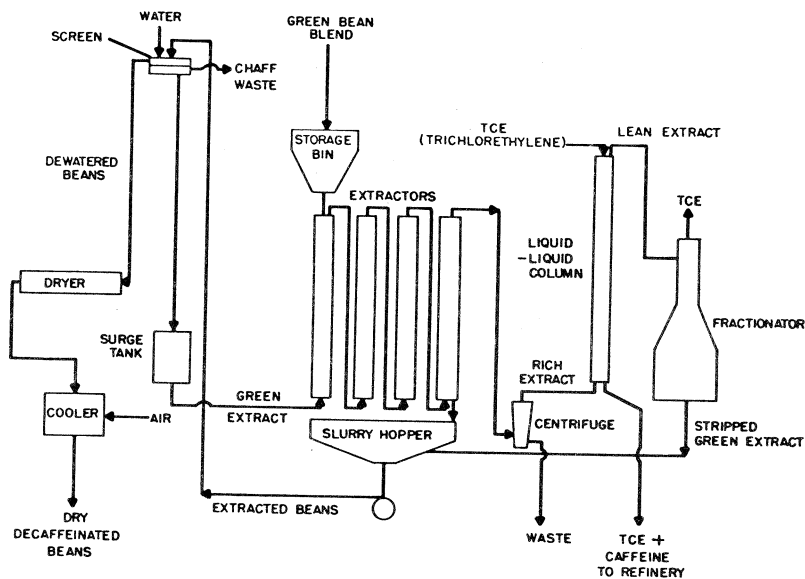 WATER
SCREEN
CHAFF
WASTE
GREEN BEAN
BLEND
STORAGE
BIN
DEWATERED
BEANS
TCE
(TRICHLORETHYLENE)
LEAN EXTRACT
TCE
EXTRACTORS
LIQUID
-LIQUID
COLUMN
DRYER
FRACTIONATOR
SURGE
TANK
RICH
EXTRACT
GREEN
EXTRACT
COOLER
AIR
SLURRY HOPPER
CENTRIFUGE
STRIPPED
GREEN EXTRACT
EXTRACTED BEANS
DRY
DECAFFEINATED
BEANS
WASTE
TCE +
CAFFEINE
TO REFINERY